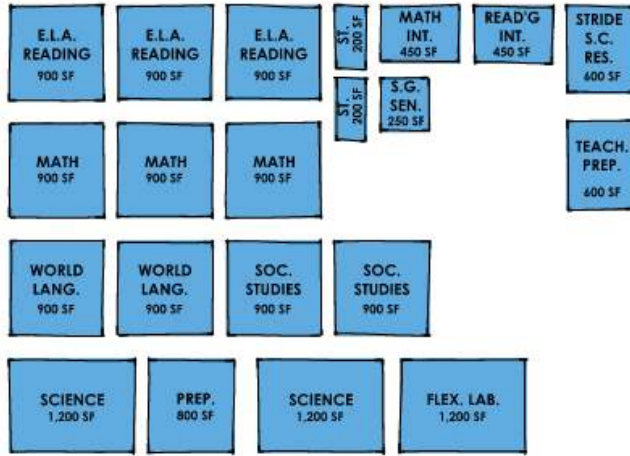 E.L.A.
READING
900 SF
E.L.A.
READING
900 SF
E.L.A.
READING
900 SF
ST.
200 SF
MATH
INT.
450 SF
READ'G
INT.
450 SF
STRIDE
S.C.
RES.
600 SF
ST.
200 SF
S.G.
SEN.
250 SF
MATH
900 SF
MATH
900 SF
MATH
900 SF
TEACH.
PREP.
600 SF
WORLD
LANG.
900 SF
WORLD
LANG.
900 SF
SOC.
STUDIES
900 SF
SOC.
STUDIES
900 SF
SCIENCE
1,200 SF
PREP.
800 SF
SCIENCE
1,200 SF
FLEX. LAB.
1,200 SF